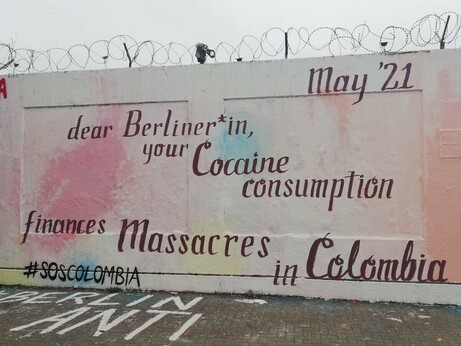 May '21
dear Berliner*in,
your Cocaine
consumption
finances Massacres
in Colombia
#SOSCOLOMBIA
BERLIN
ANTI